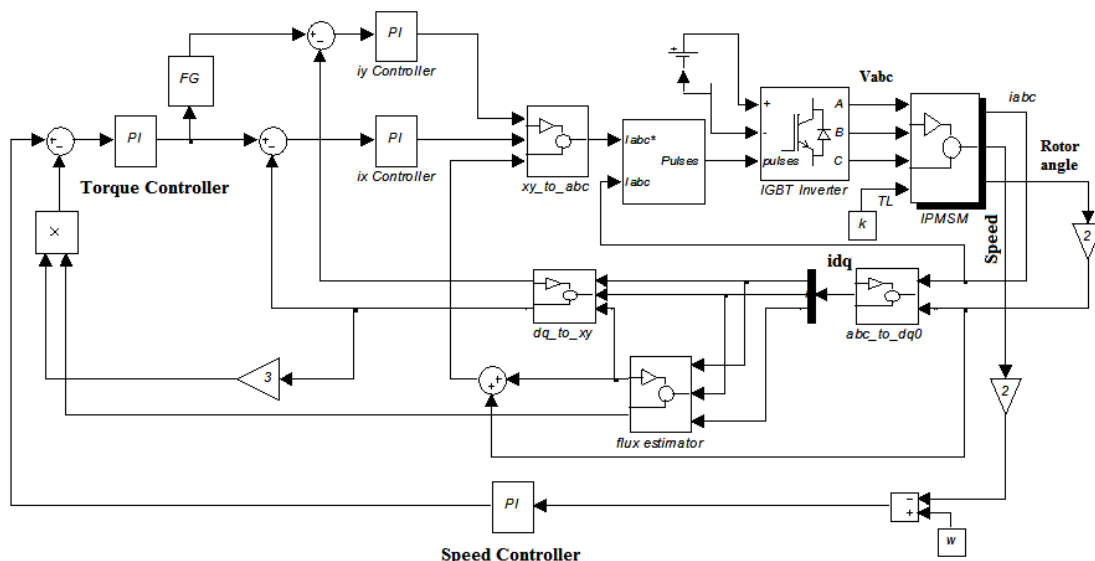 PI
iy Controller
FG
+
−
PI
Torque Controller
+
−
+
−
PI
ix Controller
xy_to_abc
Iabc*
Iabc
Pulses
+
+
-
pulses
A
B
C
IGBT Inverter
Vabc
iabc
IPMSM
TL
k
Speed
Rotor
angle
2
×
dq_to_xy
idq
abc_to_dq0
3
+
+
flux estimator
2
PI
Speed Controller
−
+
w